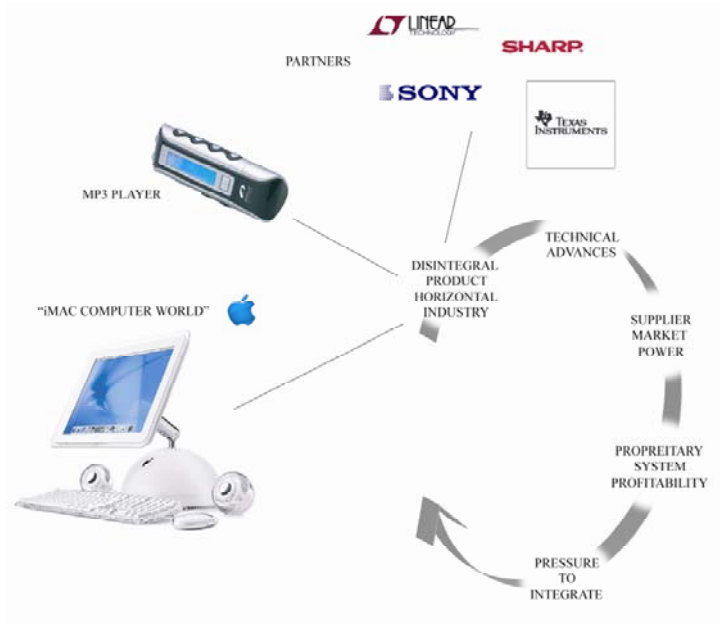 LINEAR
TECHNOLOGY
SHARP
PARTNERS
SONY
TEXAS
INSTRUMENTS
MP3 PLAYER
TECHNICAL
ADVANCES
DISINTEGRAL
PRODUCT
HORIZONTAL
INDUSTRY
“iMAC COMPUTER WORLD”
SUPPLIER
MARKET
POWER
PROPREITARY
SYSTEM
PROFITABILITY
PRESSURE
TO
INTEGRATE